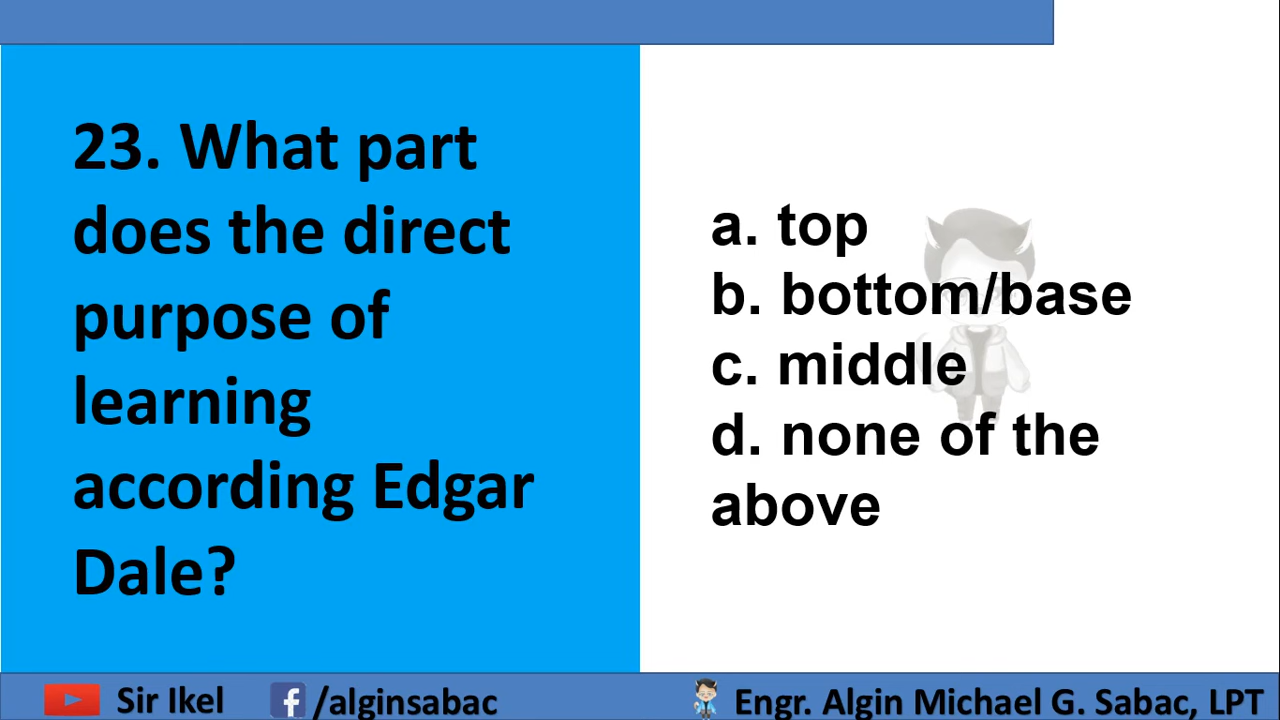 23. What part
does the direct
purpose of
learning
according Edgar
Dale?
a. top
b. bottom/base
c. middle
d. none of the
above
Sir Ikel
/alginsabac
Engr. Algin Michael G. Sabac, LPT